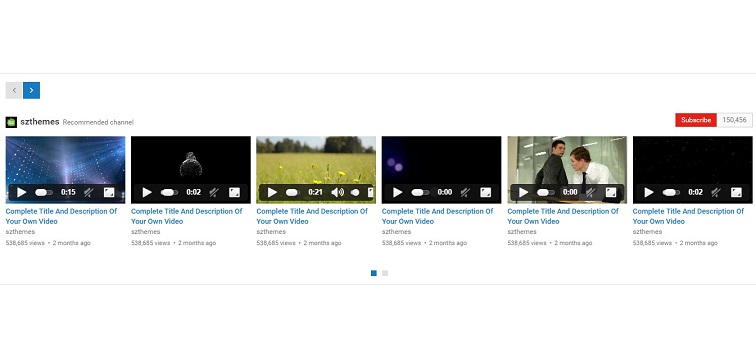 szthemes Recommended channel Subscribe 150,456
0:15 0:02 0:21 0:00 0:00 0:02
Complete Title And Description Of
Your Own Video
szthemes
538,685 views • 2 months ago
Complete Title And Description Of
Your Own Video
szthemes
538,685 views • 2 months ago
Complete Title And Description Of
Your Own Video
szthemes
538,685 views • 2 months ago
Complete Title And Description Of
Your Own Video
szthemes
538,685 views • 2 months ago
Complete Title And Description Of
Your Own Video
szthemes
538,685 views • 2 months ago
Complete Title And Description Of
Your Own Video
szthemes
538,685 views • 2 months ago